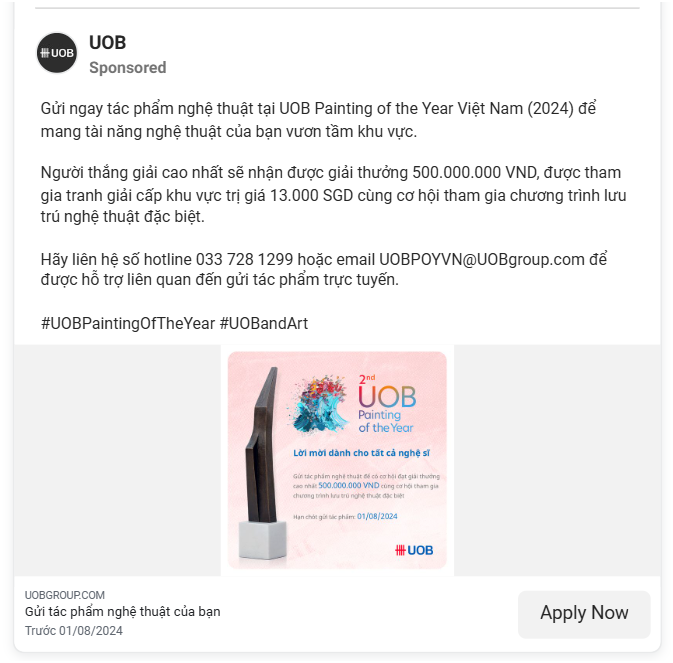 UOB
UOB
Sponsored
Gửi ngay tác phẩm nghệ thuật tại UOB Painting of the Year Việt Nam (2024) để
mang tài năng nghệ thuật của bạn vươn tầm khu vực.
Người thắng giải cao nhất sẽ nhận được giải thưởng 500.000.000 VND, được tham
gia tranh giải cấp khu vực trị giá 13.000 SGD cùng cơ hội tham gia chương trình lưu
trú nghệ thuật đặc biệt.
Hãy liên hệ số hotline 033 728 1299 hoặc email UOBPOYVN@UOBgroup.com để
được hỗ trợ liên quan đến gửi tác phẩm trực tuyến.
#UOBPaintingOfTheYear #UOBandArt
2nd
UOB
Painting
of the Year
Lời mời dành cho tất cả nghệ sĩ
Gửi tác phẩm nghệ thuật để có cơ hội đạt giải thưởng
cao nhất 500.000.000 VND cùng cơ hội tham gia
chương trình lưu trú nghệ thuật đặc biệt
Hạn chót gửi tác phẩm: 01/08/2024
UOB
UOBGROUP.COM
Gửi tác phẩm nghệ thuật của bạn
Trước 01/08/2024
Apply Now